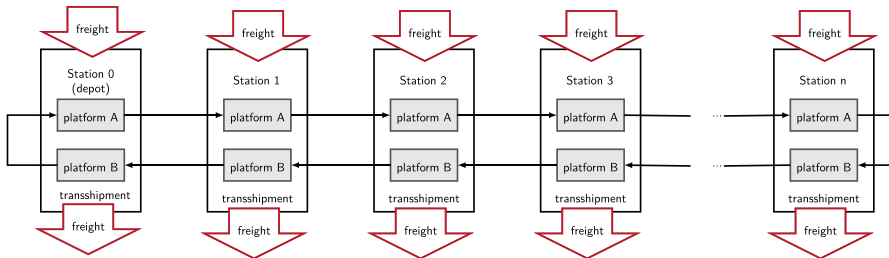 freight
freight
freight
freight
freight
Station 0
(depot)
Station 1
Station 2
Station 3
Station n
platform A
platform A
platform A
platform A
...
platform A
platform B
platform B
platform B
platform B
...
platform B
transshipment
transshipment
transshipment
transshipment
transshipment
freight
freight
freight
freight
freight